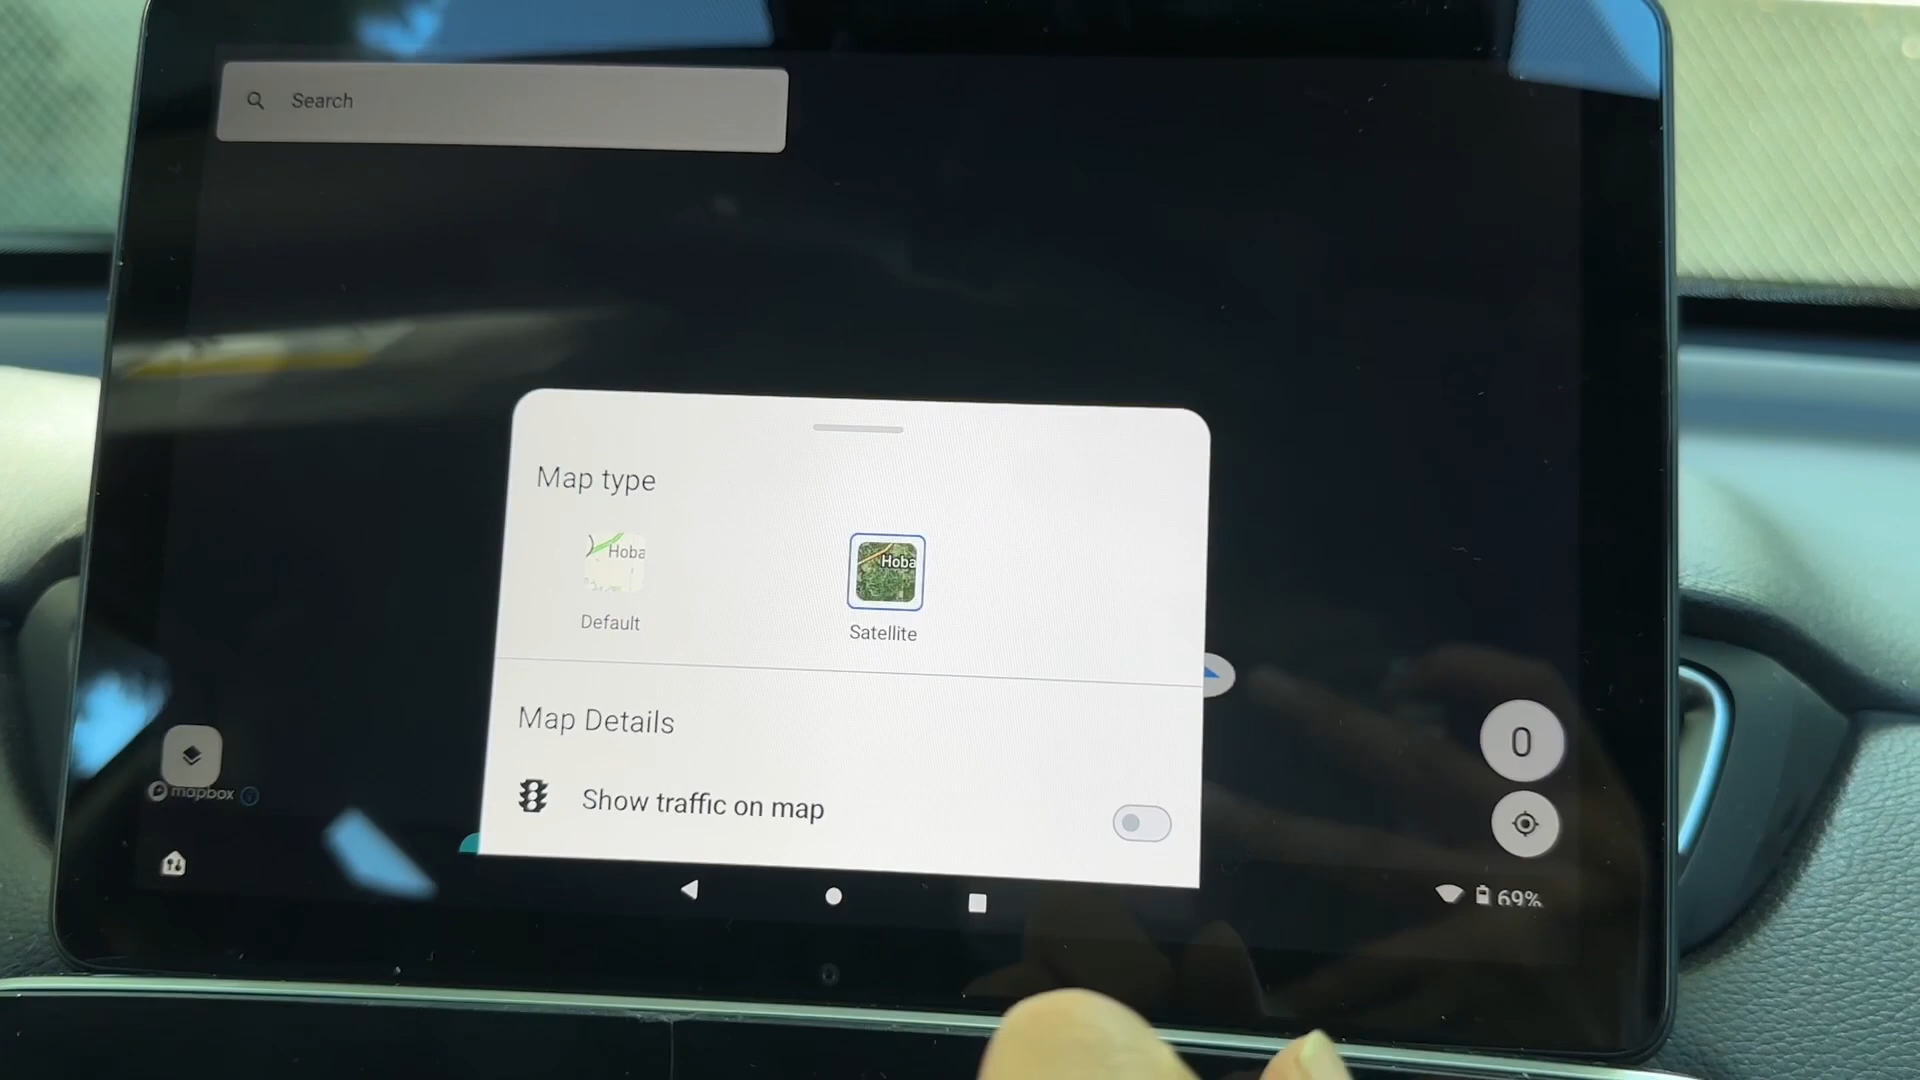 Search
Map type
Hoba
Hoba
Default
Satellite
Map Details
Show traffic on map
0
mapbox
69%